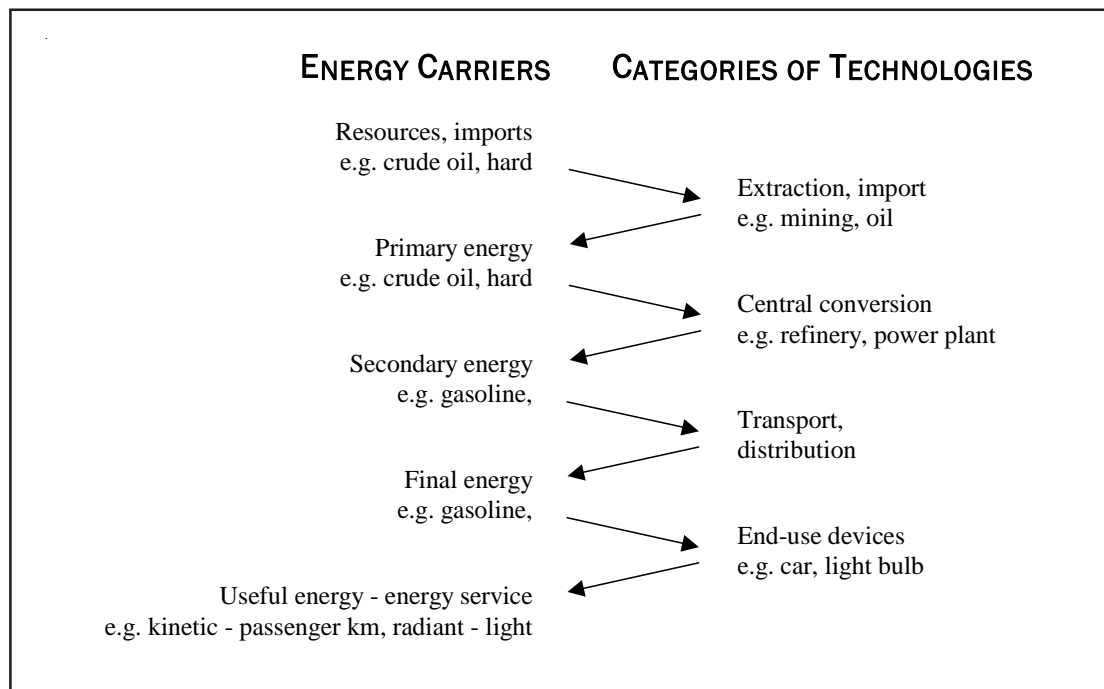 ENERGY CARRIERS CATEGORIES OF TECHNOLOGIES
Resources, imports
e.g. crude oil, hard
Extraction, import
e.g. mining, oil
Primary energy
e.g. crude oil, hard
Central conversion
e.g. refinery, power plant
Secondary energy
e.g. gasoline,
Transport,
distribution
Final energy
e.g. gasoline,
End-use devices
e.g. car, light bulb
Useful energy - energy service
e.g. kinetic - passenger km, radiant - light